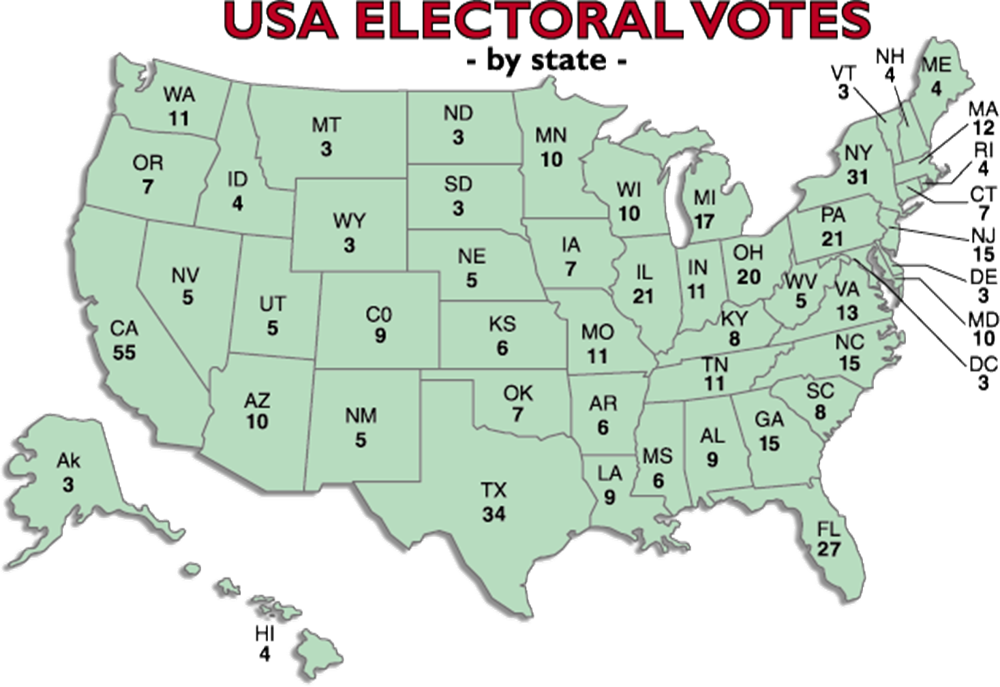 USA ELECTORAL VOTES
- by state -
WA
11
OR
7
CA
55
ID
4
NV
5
MT
3
WY
3
UT
5
AZ
10
C0
9
NM
5
ND
3
SD
3
NE
5
KS
6
OK
7
TX
34
MN
10
IA
7
MO
11
AR
6
LA
9
WI
10
IL
21
MI
17
IN
11
OH
20
KY
8
TN
11
MS
6
AL
9
GA
15
FL
27
SC
8
NC
15
VA
13
WV
5
PA
21
NY
31
VT
3
NH
4
ME
4
MA
12
RI
4
CT
7
NJ
15
DE
3
MD
10
DC
3
Ak
3
HI
4